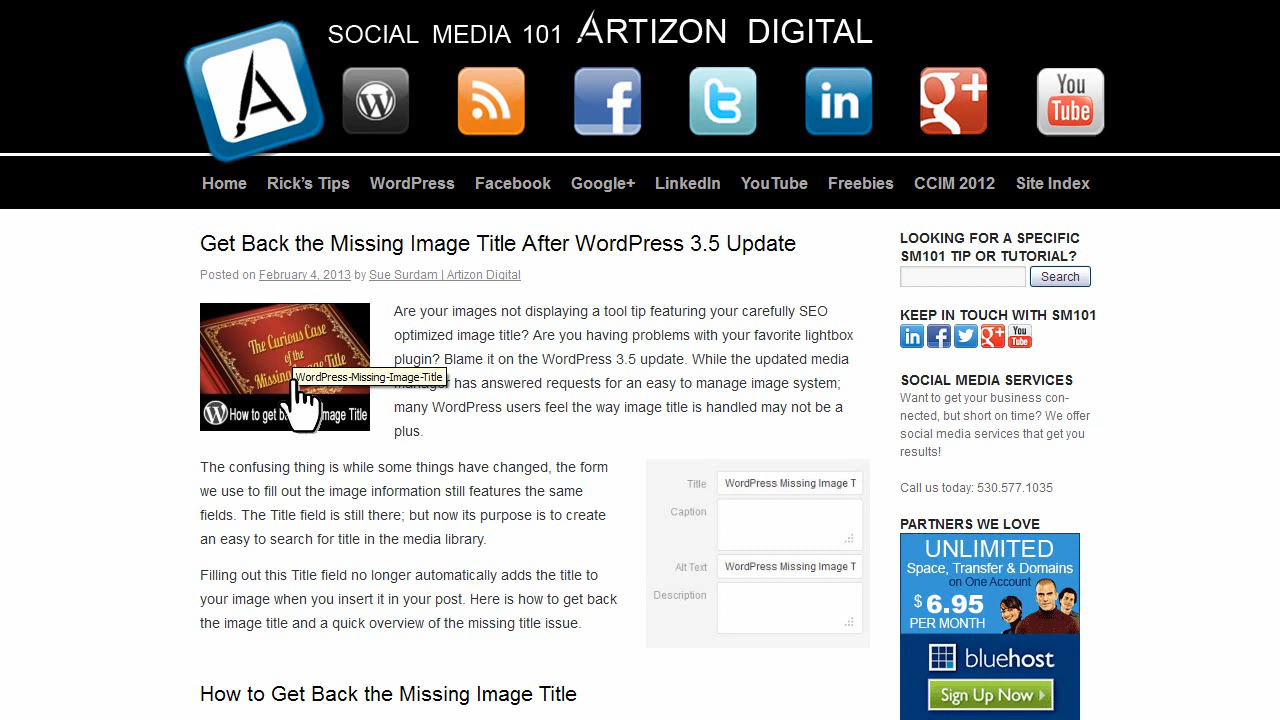 SOCIAL MEDIA 101 ARTIZON DIGITAL
A
f
t
in
g+
You
Tube
Home Rick's Tips WordPress Facebook Google+ LinkedIn YouTube Freebies CCIM 2012 Site Index
Get Back the Missing Image Title After WordPress 3.5 Update
Posted on February 4, 2013 by Sue Surdam | Artizon Digital
The Curious Case
of the
Missing Image Title
WordPress-Missing-Image-Title
How to get ba mage Title
Are your images not displaying a tool tip featuring your carefully SEO
optimized image title? Are you having problems with your favorite lightbox
plugin? Blame it on the WordPress 3.5 update. While the updated media
manager has answered requests for an easy to manage image system;
many WordPress users feel the way image title is handled may not be a
plus.
The confusing thing is while some things have changed, the form
we use to fill out the image information still features the same
fields. The Title field is still there; but now its purpose is to create
an easy to search for title in the media library.
Filling out this Title field no longer automatically adds the title to
your image when you insert it in your post. Here is how to get back
the image title and a quick overview of the missing title issue.
Title WordPress Missing Image T
Caption
Alt Text WordPress Missing Image T
Description
How to Get Back the Missing Image Title
LOOKING FOR A SPECIFIC
SM101 TIP OR TUTORIAL?
Search
KEEP IN TOUCH WITH SM101
in f g+ You Tube
SOCIAL MEDIA SERVICES
Want to get your business con-
nected, but short on time? We offer
social media services that get you
results!
Call us today: 530.577.1035
PARTNERS WE LOVE
UNLIMITED
Space, Transfer & Domains
on One Account
$6.95
PER MONTH
bluehost
Sign Up Now